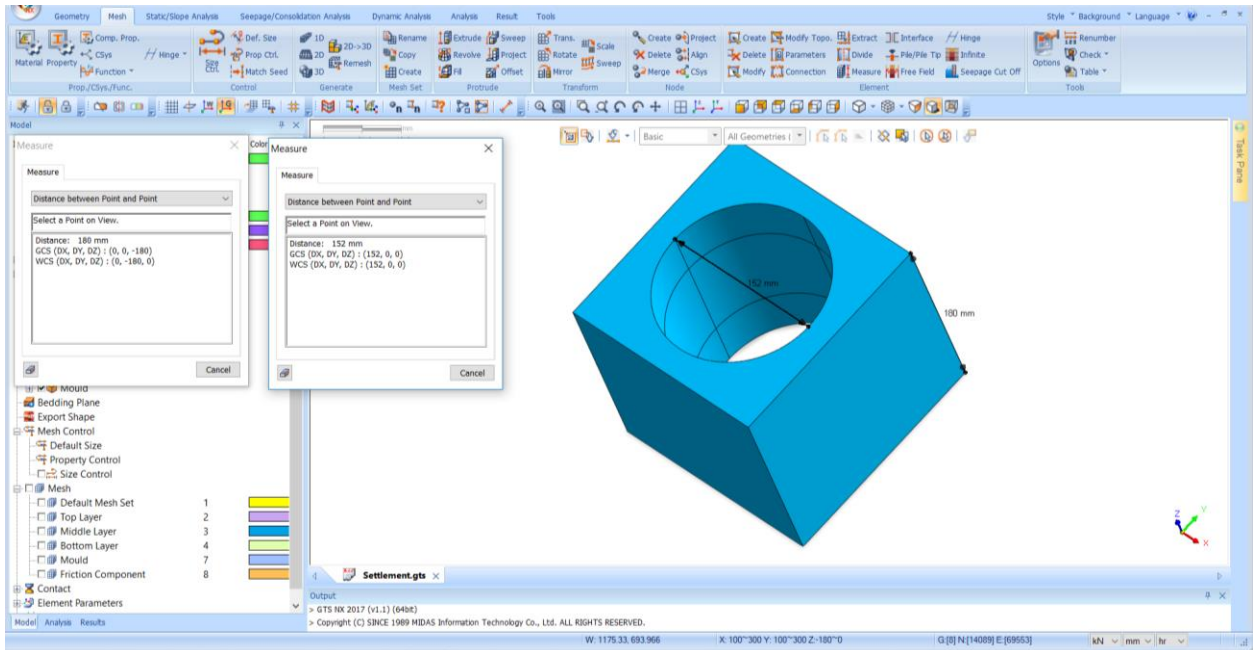 Geometry Mesh Static/Slope Analysis Seepage/Consolidation Analysis Dynamic Analysis Analysis Result Tools Style Background Language
Comp. Prop. Def. Size 1D 2D->3D Rename Extrude Sweep Trans. Scale Create Project Create Modify Topo. Extract Interface Hinge Renumber
Material Property CSys Hinge Size Ctrl. Prop Ctrl. 2D Remesh Copy Revolve Project Rotate Sweep Delete Align Delete Parameters Divide Pile/Pile Tip Infinite Options Check
Function Match Seed 3D Create Fill Offset Mirror Merge CSys Modify Connection Measure Free Field Seepage Cut Off Table
Prop./CSys./Func. Control Generate Mesh Set Protrude Transform Node Element Tools
Model
Basic All Geometries (
Task Pane
Measure Color
Measure
Distance between Point and Point
Select a Point on View.
Distance: 180 mm
GCS (DX, DY, DZ) : (0, 0, -180)
WCS (DX, DY, DZ) : (0, -180, 0)
Cancel
Measure
Measure
Distance between Point and Point
Select a Point on View.
Distance: 152 mm
GCS (DX, DY, DZ) : (152, 0, 0)
WCS (DX, DY, DZ) : (152, 0, 0)
Cancel
152 mm
180 mm
Mould
Bedding Plane
Export Shape
Mesh Control
Default Size
Property Control
Size Control
Mesh
Default Mesh Set 1
Top Layer 2
Middle Layer 3
Bottom Layer 4
Mould 7
Friction Component 8
Contact
Element Parameters
Model Analysis Results
Z Y
X
Settlement.gts
Output
> GTS NX 2017 (v1.1) (64bit)
> Copyright (C) SINCE 1989 MIDAS Information Technology Co., Ltd. ALL RIGHTS RESERVED.
W: 1175.33, 693.966 X: 100~300 Y: 100~300 Z:-180~0 G:[8] N:[14089] E:[69553] kN mm hr